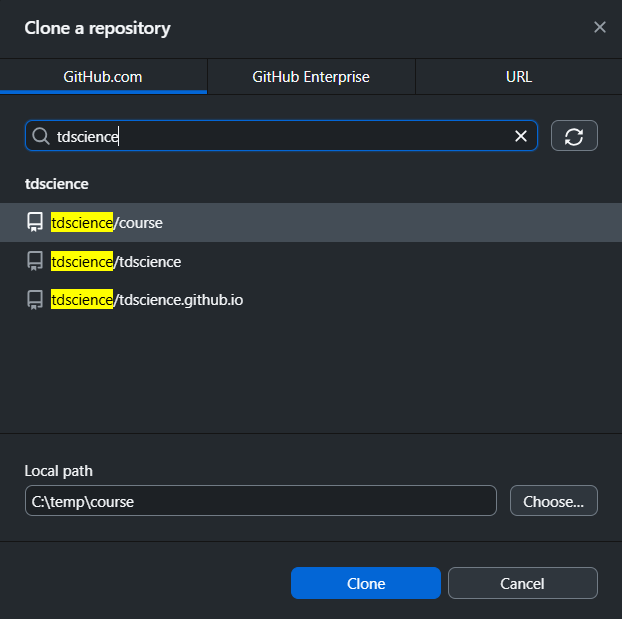 Clone a repository
GitHub.com GitHub Enterprise URL
tdscience
tdscience
tdscience/course
tdscience/tdscience
tdscience/tdscience.github.io
Local path
C:\temp\course Choose...
Clone Cancel